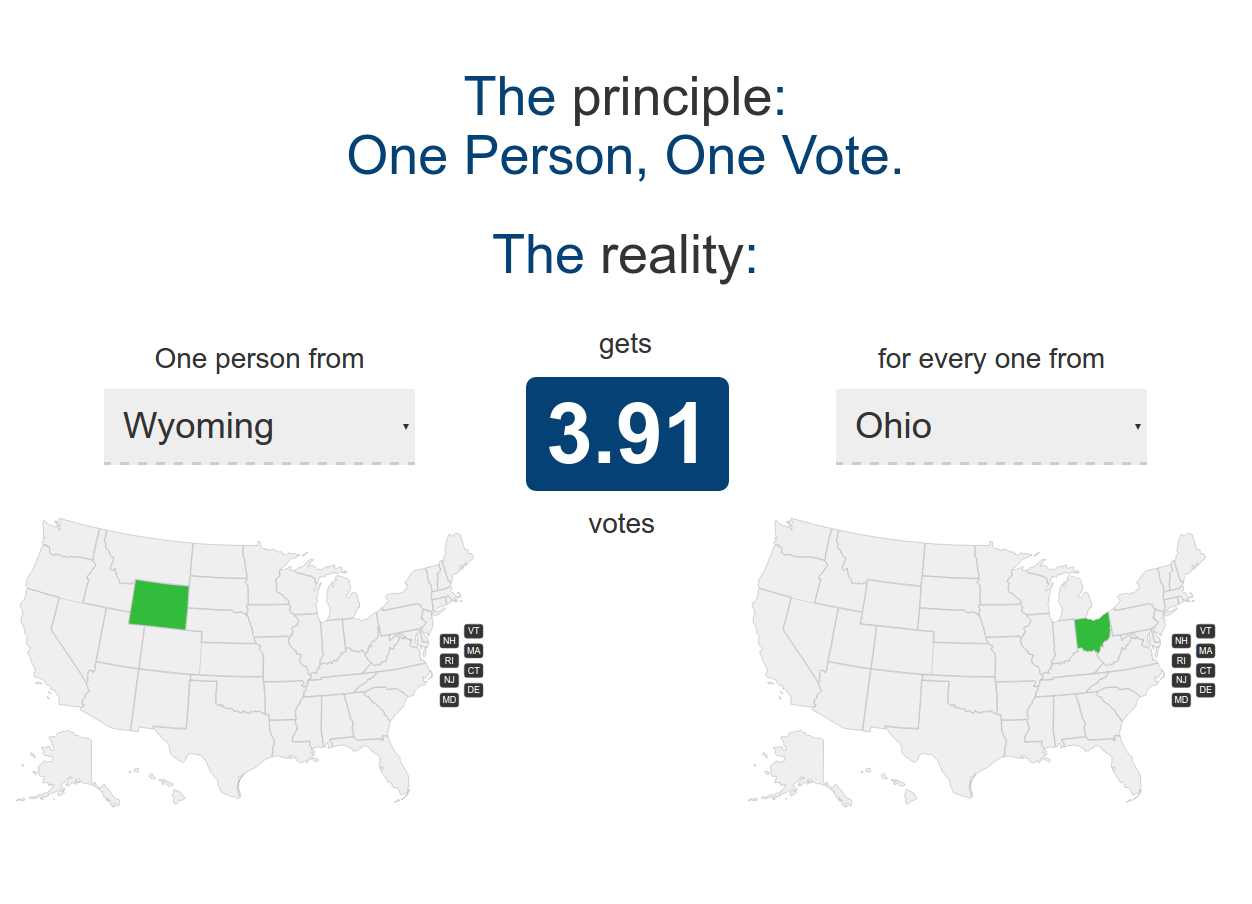 The principle:
One Person, One Vote.
The reality:
One person from
Wyoming
gets
3.91
votes
for every one from
Ohio
VT
NH
MA
RI
CT
NJ
DE
MD
VT
NH
MA
RI
CT
NJ
DE
MD